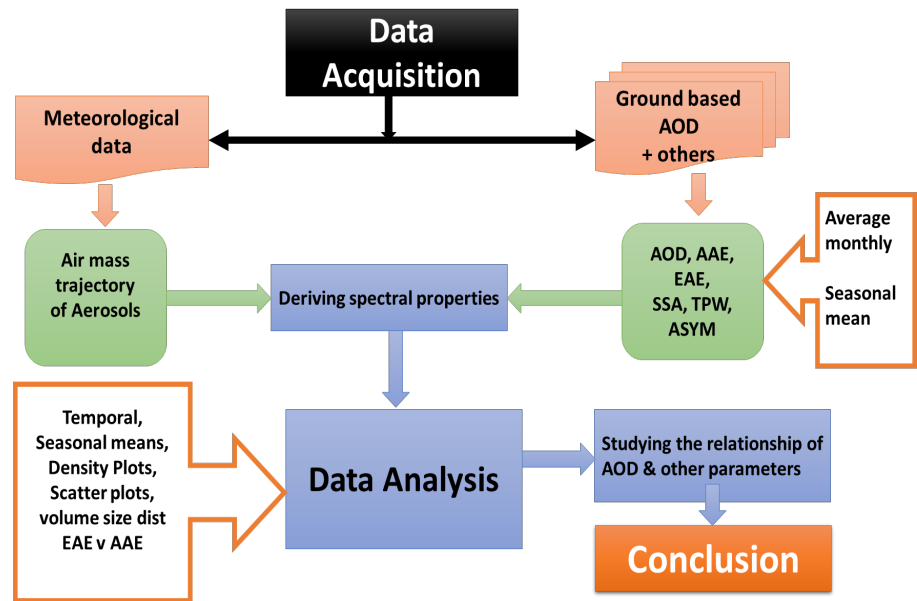 Data
Acquisition
Meteorological
data
Ground based
AOD
+ others
Air mass
trajectory
of Aerosols
Deriving spectral properties
AOD, AAE,
EAE,
SSA, TPW,
ASYM
Average
monthly
Seasonal
mean
Temporal,
Seasonal means,
Density Plots,
Scatter plots,
volume size dist
EAE v AAE
Data Analysis
Studying the relationship of
AOD & other parameters
Conclusion